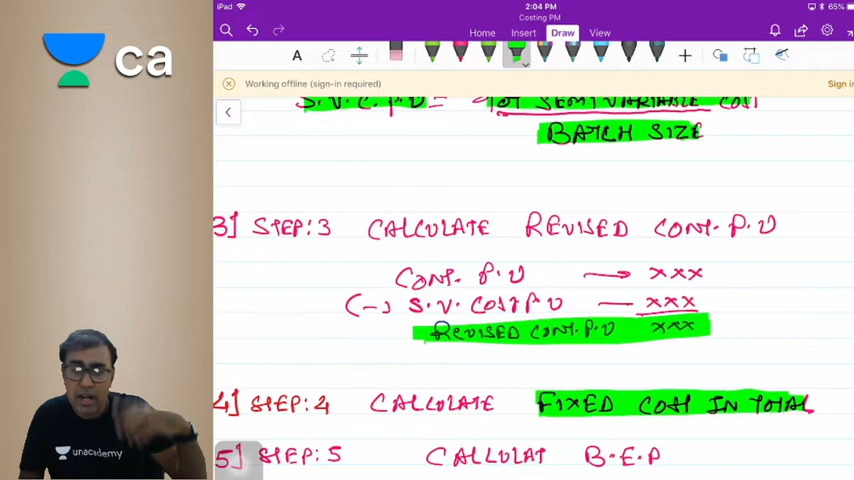 iPad 2:04 PM 65%
Costing PM
Home Insert Draw View
A
Working offline (sign-in required) Sign in
ca
S.V.C. P.U = SEMIVARIABLE COST
BATCH SIZE
3] STEP:3 CALCULATE REVISED CONT. P.U
CONT. P.U → xxx
(-) S.V. COST P.U — xxx
REVISED CONT. P.U xxx
4] STEP:4 CALCULATE FIXED COST IN TOTAL
5] STEP:5 CALCULAT B.E.P
unacademy